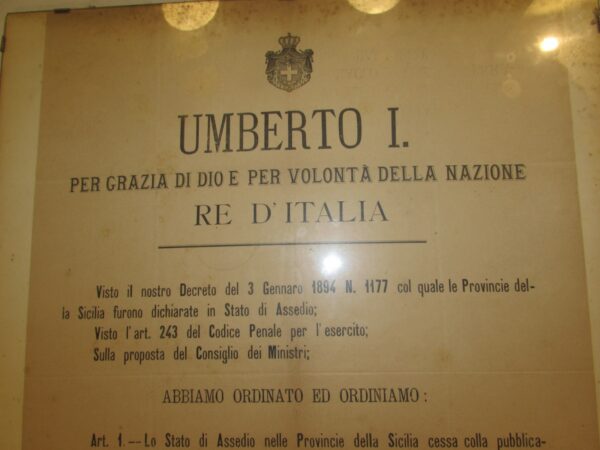 UMBERTO I.
PER GRAZIA DI DIO E PER VOLONTÀ DELLA NAZIONE
RE D'ITALIA
Visto il nostro Decreto del 3 Gennaro 1894 N. 1177 col quale le Provincie del-
la Sicilia furono dichiarate in Stato di Assedio;
Visto l'art. 243 del Codice Penale per l'esercito;
Sulla proposta del Consiglio dei Ministri;
ABBIAMO ORDINATO ED ORDINIAMO:
Art. 1.-- Lo Stato di Assedio nelle Provincie della Sicilia cessa colla pubblica-